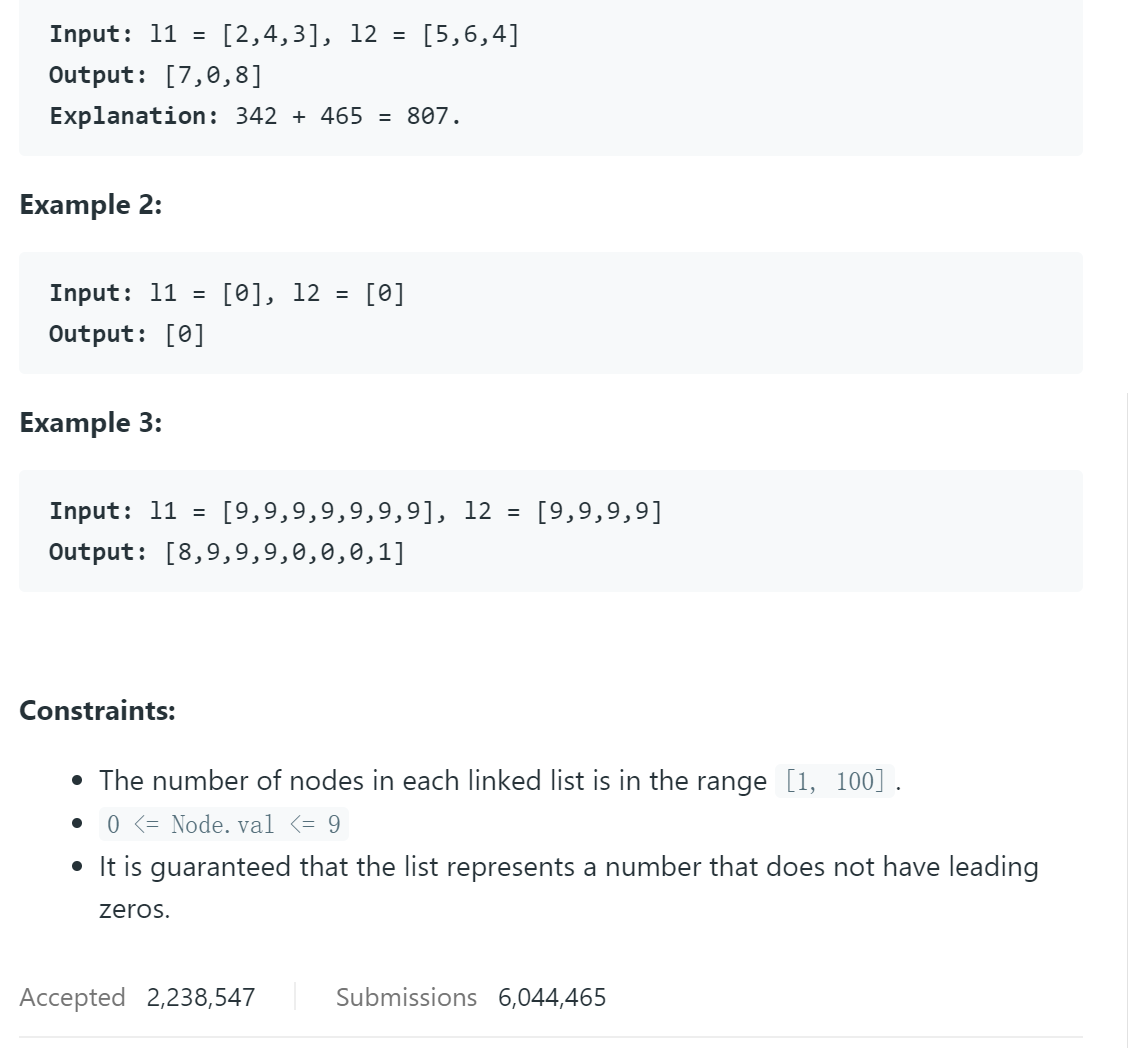 Input: l1 = [2,4,3], l2 = [5,6,4]
Output: [7,0,8]
Explanation: 342 + 465 = 807.
Example 2:
Input: l1 = [0], l2 = [0]
Output: [0]
Example 3:
Input: l1 = [9,9,9,9,9,9,9], l2 = [9,9,9,9]
Output: [8,9,9,9,0,0,0,1]
Constraints:
• The number of nodes in each linked list is in the range [1, 100].
• 0 <= Node.val <= 9
• It is guaranteed that the list represents a number that does not have leading
zeros.
Accepted 2,238,547 Submissions 6,044,465